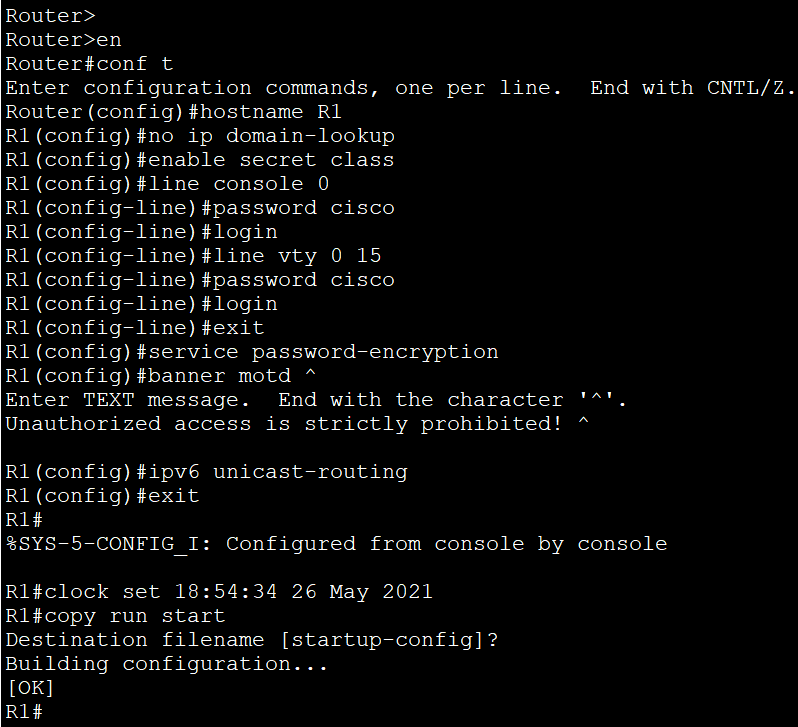 Router>
Router>en
Router#conf t
Enter configuration commands, one per line.  End with CNTL/Z.
Router(config)#hostname R1
R1(config)#no ip domain-lookup
R1(config)#enable secret class
R1(config)#line console 0
R1(config-line)#password cisco
R1(config-line)#login
R1(config-line)#line vty 0 15
R1(config-line)#password cisco
R1(config-line)#login
R1(config-line)#exit
R1(config)#service password-encryption
R1(config)#banner motd ^
Enter TEXT message.  End with the character '^'.
Unauthorized access is strictly prohibited! ^

R1(config)#ipv6 unicast-routing
R1(config)#exit
R1#
%SYS-5-CONFIG_I: Configured from console by console

R1#clock set 18:54:34 26 May 2021
R1#copy run start
Destination filename [startup-config]?
Building configuration...
[OK]
R1#